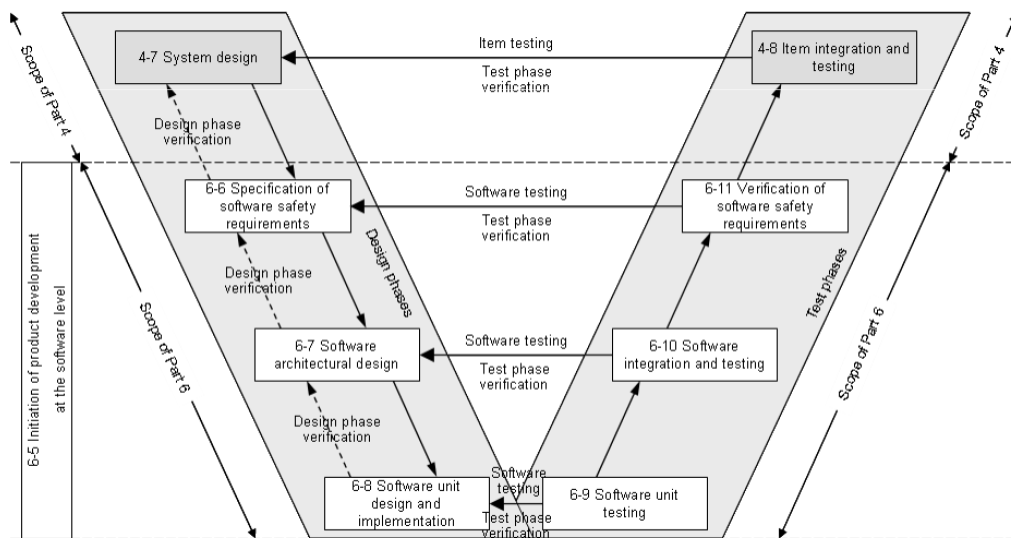 Scope of Part 4
4-7 System design
Item testing
Test phase
verification
4-8 Item integration and
testing
Scope of Part 4
Design phase
verification
6-5 Initiation of product development
at the software level
6-6 Specification of
software safety
requirements
Software testing
Test phase
verification
6-11 Verification of
software safety
requirements
Design phases
Test phases
Design phase
verification
Scope of Part 6
Scope of Part 6
6-7 Software
architectural design
Software testing
Test phase
verification
6-10 Software
integration and testing
Design phase
verification
6-8 Software unit
design and
implementation
Software
testing
Test phase
verification
6-9 Software unit
testing